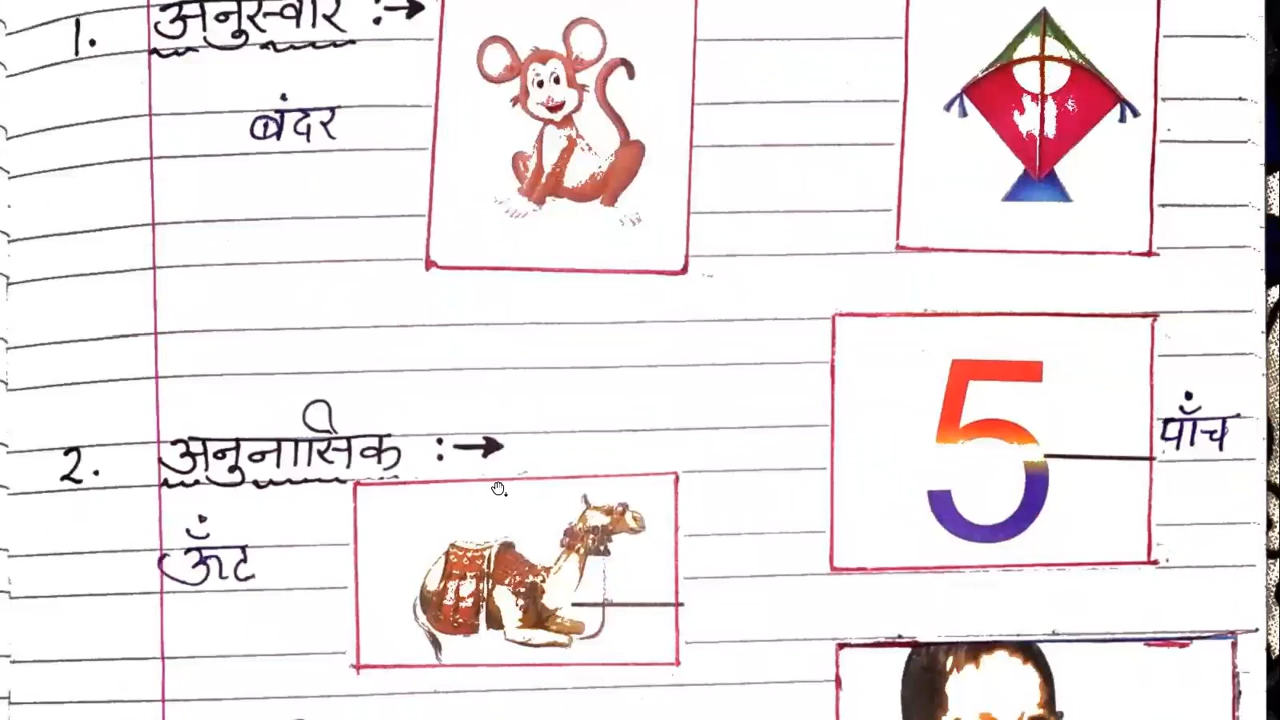 1. अनुस्वार :→
बंदर
5
पाँच
2. अनुनासिक :→
ऊँट